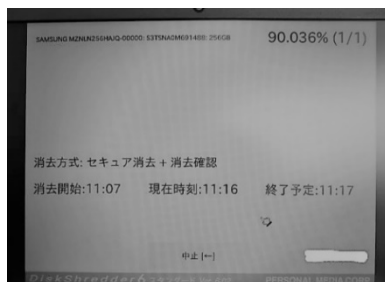 SAMSUNG MZNLN256HAJQ-00000: S3TSNA0M691488: 256GB 90.036% (1/1)
消去方式: セキュア消去 + 消去確認
消去開始:11:07 現在時刻:11:16 終了予定:11:17
中止 [←]
DiskShredder6 PERSONAL MEDIA CORP